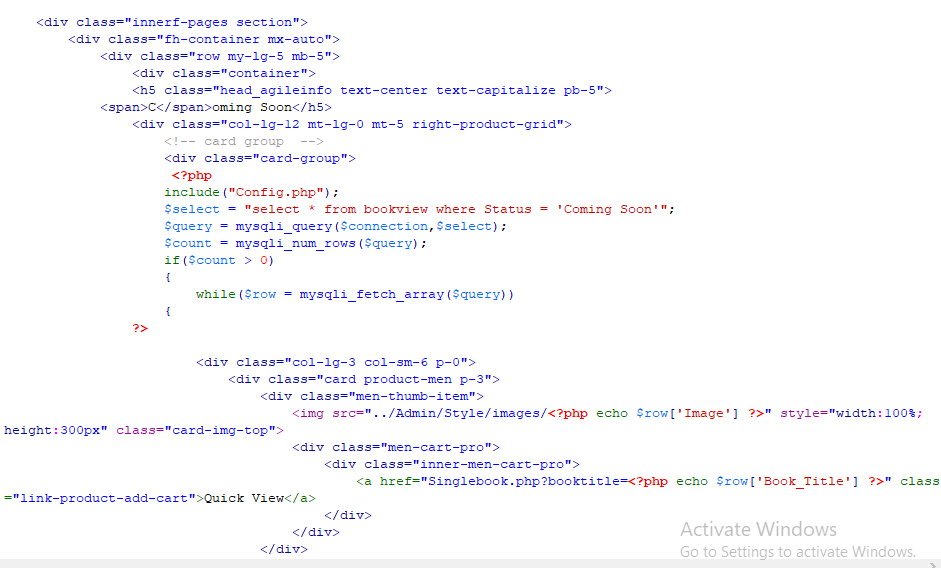 <div class="innerf-pages section">
<div class="fh-container mx-auto">
<div class="row my-lg-5 mb-5">
<div class="container">
<h5 class="head_agileinfo text-center text-capitalize pb-5">
<span>C</span>oming Soon</h5>
<div class="col-lg-12 mt-lg-0 mt-5 right-product-grid">
<!-- card group  -->
<div class="card-group">
<?php
include("Config.php");
$select = "select * from bookview where Status = 'Coming Soon'";
$query = mysqli_query($connection,$select);
$count = mysqli_num_rows($query);
if($count > 0)
{
while($row = mysqli_fetch_array($query))
{
?>
<div class="col-lg-3 col-sm-6 p-0">
<div class="card product-men p-3">
<div class="men-thumb-item">
<img src="../Admin/Style/images/<?php echo $row['Image'] ?>" style="width:100%;
height:300px" class="card-img-top">
<div class="men-cart-pro">
<div class="inner-men-cart-pro">
<a href="Singlebook.php?booktitle=<?php echo $row['Book_Title'] ?>" class
="link-product-add-cart">Quick View</a>
</div>
</div>
</div>
Activate Windows
Go to Settings to activate Windows.